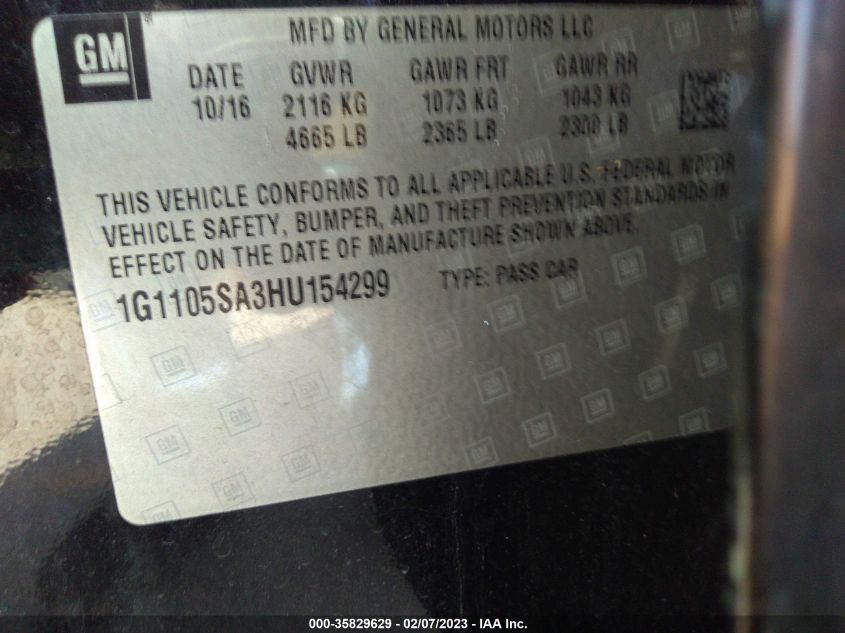 GM
MFD BY GENERAL MOTORS LLC
DATE GVWR GAWR FRT GAWR RR
10/16 2116 KG 1073 KG 1043 KG
4665 LB 2365 LB 2300 LB
THIS VEHICLE CONFORMS TO ALL APPLICABLE U.S. FEDERAL MOTOR
VEHICLE SAFETY, BUMPER, AND THEFT PREVENTION STANDARDS IN
EFFECT ON THE DATE OF MANUFACTURE SHOWN ABOVE.
1G1105SA3HU154299 TYPE: PASS CAR
000-35829629 - 02/07/2023 - IAA Inc.